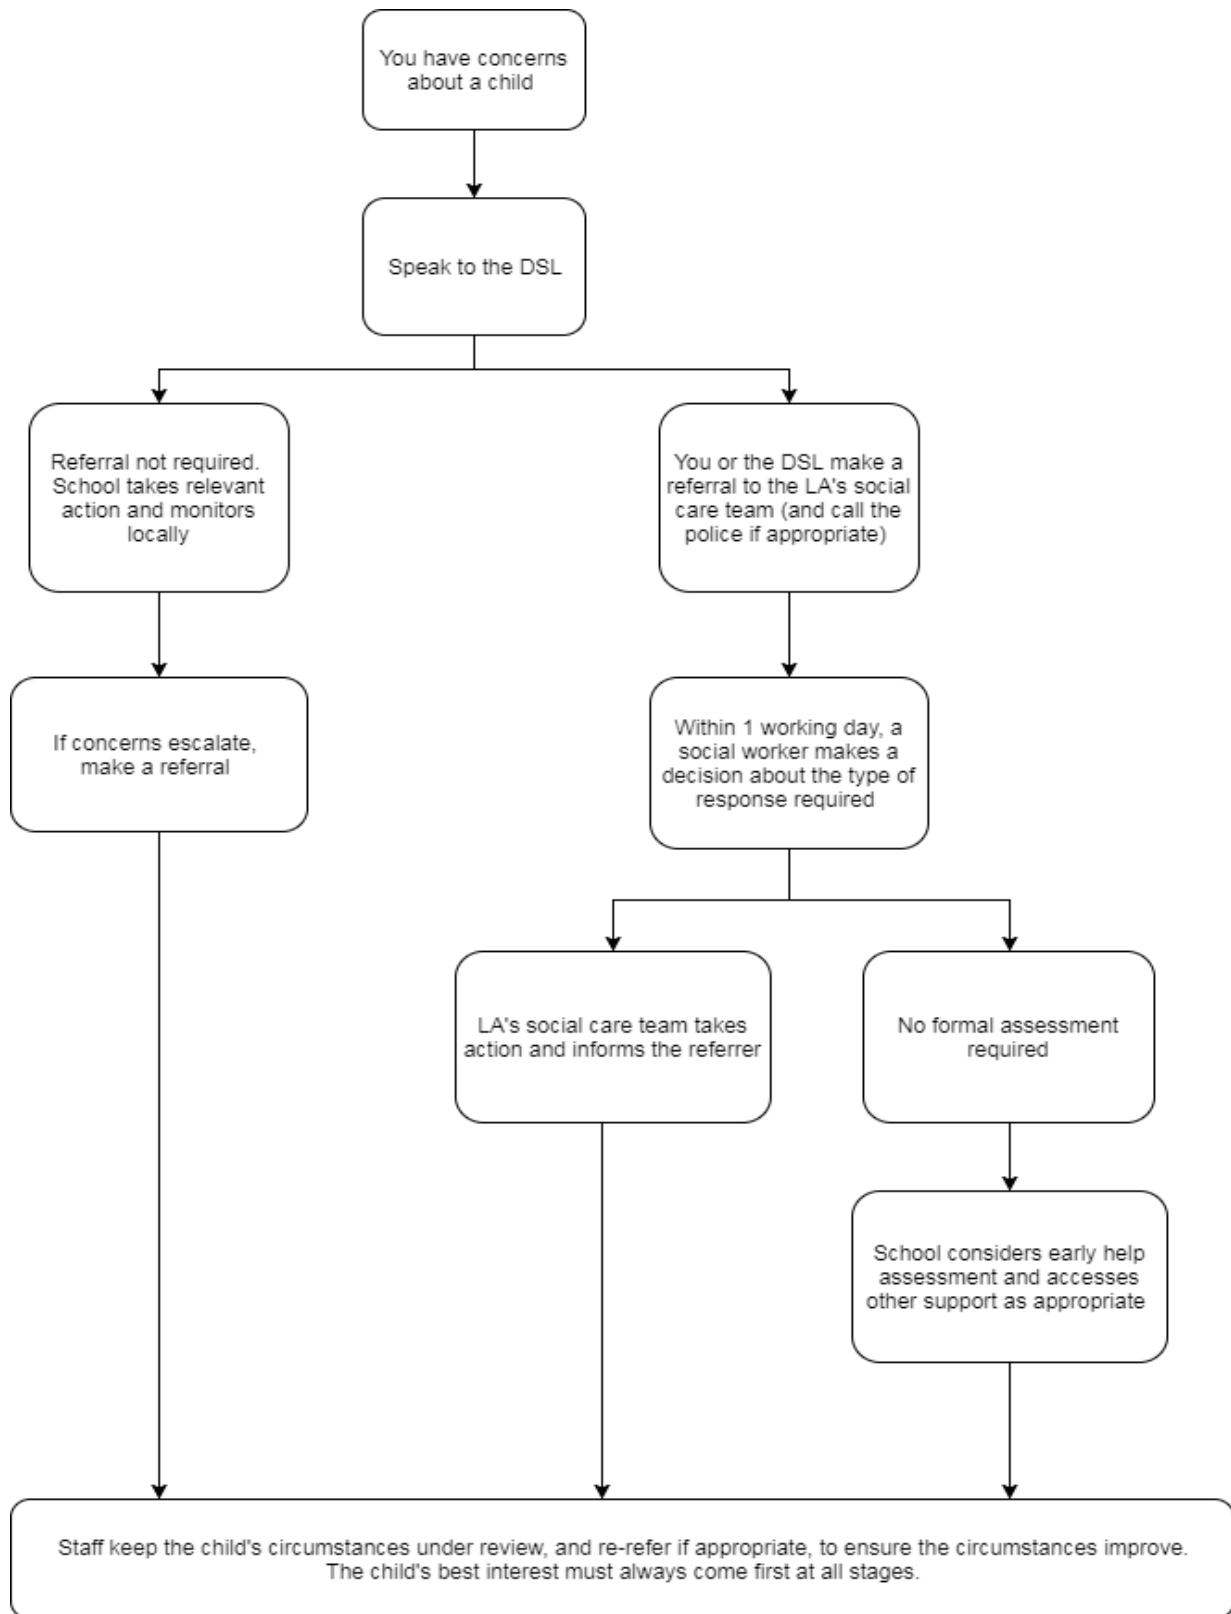 You have concerns
about a child
Speak to the DSL
Referral not required.
School takes relevant
action and monitors
locally
You or the DSL make a
referral to the LA's social
care team (and call the
police if appropriate)
If concerns escalate,
make a referral
Within 1 working day, a
social worker makes a
decision about the type of
response required
LA's social care team takes
action and informs the referrer
No formal assessment
required
School considers early help
assessment and accesses
other support as appropriate
Staff keep the child's circumstances under review, and re-refer if appropriate, to ensure the circumstances improve.
The child's best interest must always come first at all stages.